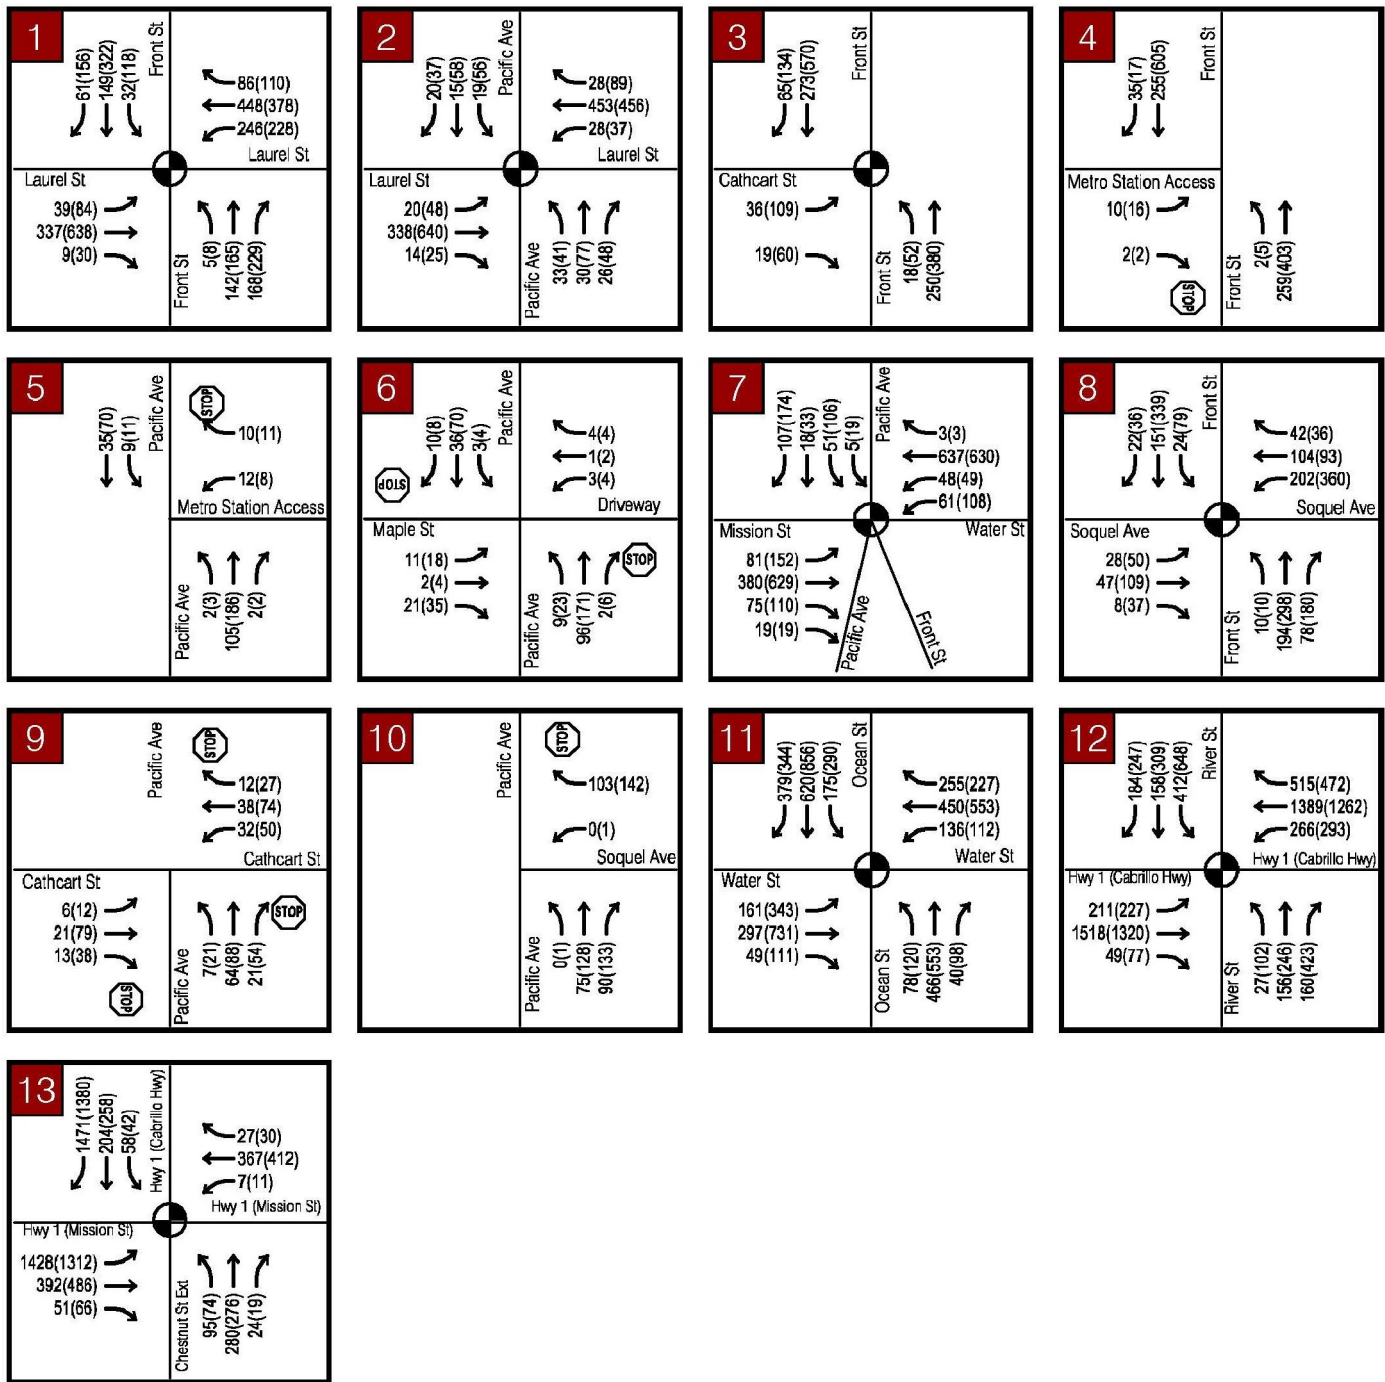 1
61(156)
149(322)
32(118)
Front St
86(110)
448(378)
246(228)
Laurel St
Laurel St
39(84)
337(638)
9(30)
Front St
5(8)
142(165)
168(229)
2
20(37)
15(58)
19(56)
Pacific Ave
28(89)
453(456)
28(37)
Laurel St
Laurel St
20(48)
338(640)
14(25)
Pacific Ave
33(41)
30(77)
26(48)
3
65(134)
273(570)
Front St
Cathcart St
36(109)
19(60)
Front St
18(52)
250(380)
4
35(17)
255(605)
Front St
Metro Station Access
10(16)
2(2)
STOP
Front St
2(5)
259(403)
5
35(70)
9(11)
Pacific Ave
STOP
10(11)
12(8)
Metro Station Access
Pacific Ave
2(3)
105(186)
2(2)
6
10(8)
36(70)
3(4)
Pacific Ave
STOP
4(4)
1(2)
3(4)
Driveway
Maple St
11(18)
2(4)
21(35)
Pacific Ave
9(23)
96(171)
2(6)
STOP
7
107(174)
18(33)
51(106)
5(19)
Pacific Ave
3(3)
637(630)
48(49)
61(108)
Mission St
Water St
81(152)
380(629)
75(110)
19(19)
Pacific Ave
Front St
8
22(36)
151(339)
24(79)
Front St
42(36)
104(93)
202(360)
Soquel Ave
Soquel Ave
28(50)
47(109)
8(37)
Front St
10(10)
194(298)
78(180)
9
Pacific Ave
STOP
12(27)
38(74)
32(50)
Cathcart St
Cathcart St
6(12)
21(79)
13(38)
STOP
Pacific Ave
7(21)
64(88)
21(54)
STOP
10
Pacific Ave
STOP
103(142)
0(1)
Soquel Ave
Pacific Ave
0(1)
75(128)
90(133)
11
379(344)
620(856)
175(290)
Ocean St
255(227)
450(553)
136(112)
Water St
Water St
161(343)
297(731)
49(111)
Ocean St
78(120)
466(553)
40(98)
12
184(247)
158(309)
412(648)
River St
515(472)
1389(1262)
266(293)
Hwy 1 (Cabrillo Hwy)
Hwy 1 (Cabrillo Hwy)
211(227)
1518(1320)
49(77)
River St
27(102)
156(246)
160(423)
13
1471(1380)
204(258)
58(42)
Hwy 1 (Cabrillo Hwy)
27(30)
367(412)
7(11)
Hwy 1 (Mission St)
Hwy 1 (Mission St)
1428(1312)
392(486)
51(66)
Chestnut St Ext
95(74)
280(276)
24(19)